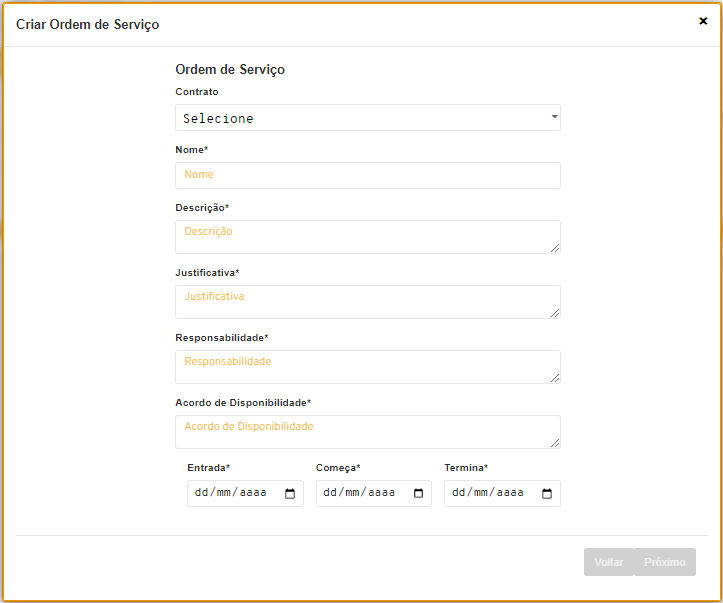 Criar Ordem de Serviço
×
Ordem de Serviço
Contrato
Selecione
Nome*
Nome
Descrição*
Descrição
Justificativa*
Justificativa
Responsabilidade*
Responsabilidade
Acordo de Disponibilidade*
Acordo de Disponibilidade
Entrada* Começa* Termina*
dd/mm/aaaa dd/mm/aaaa dd/mm/aaaa
Voltar Próximo